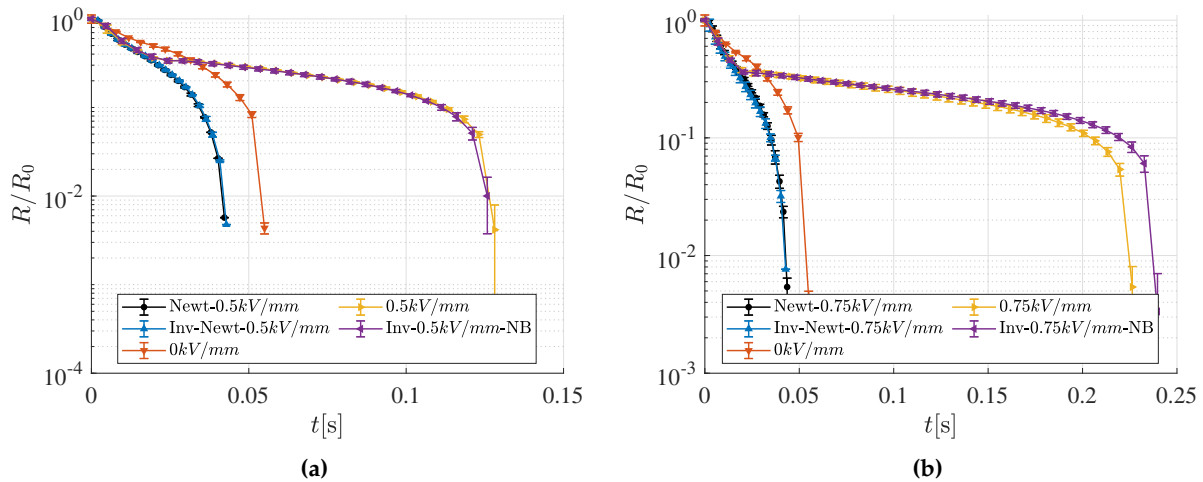 10^0
10^-2
10^-4
R/R_0
0
0.05
0.1
0.15
t[s]
Newt-0.5kV/mm
0.5kV/mm
Inv-Newt-0.5kV/mm
Inv-0.5kV/mm-NB
0kV/mm
(a)
10^0
10^-1
10^-2
10^-3
R/R_0
0
0.05
0.1
0.15
0.2
0.25
t[s]
Newt-0.75kV/mm
0.75kV/mm
Inv-Newt-0.75kV/mm
Inv-0.75kV/mm-NB
0kV/mm
(b)